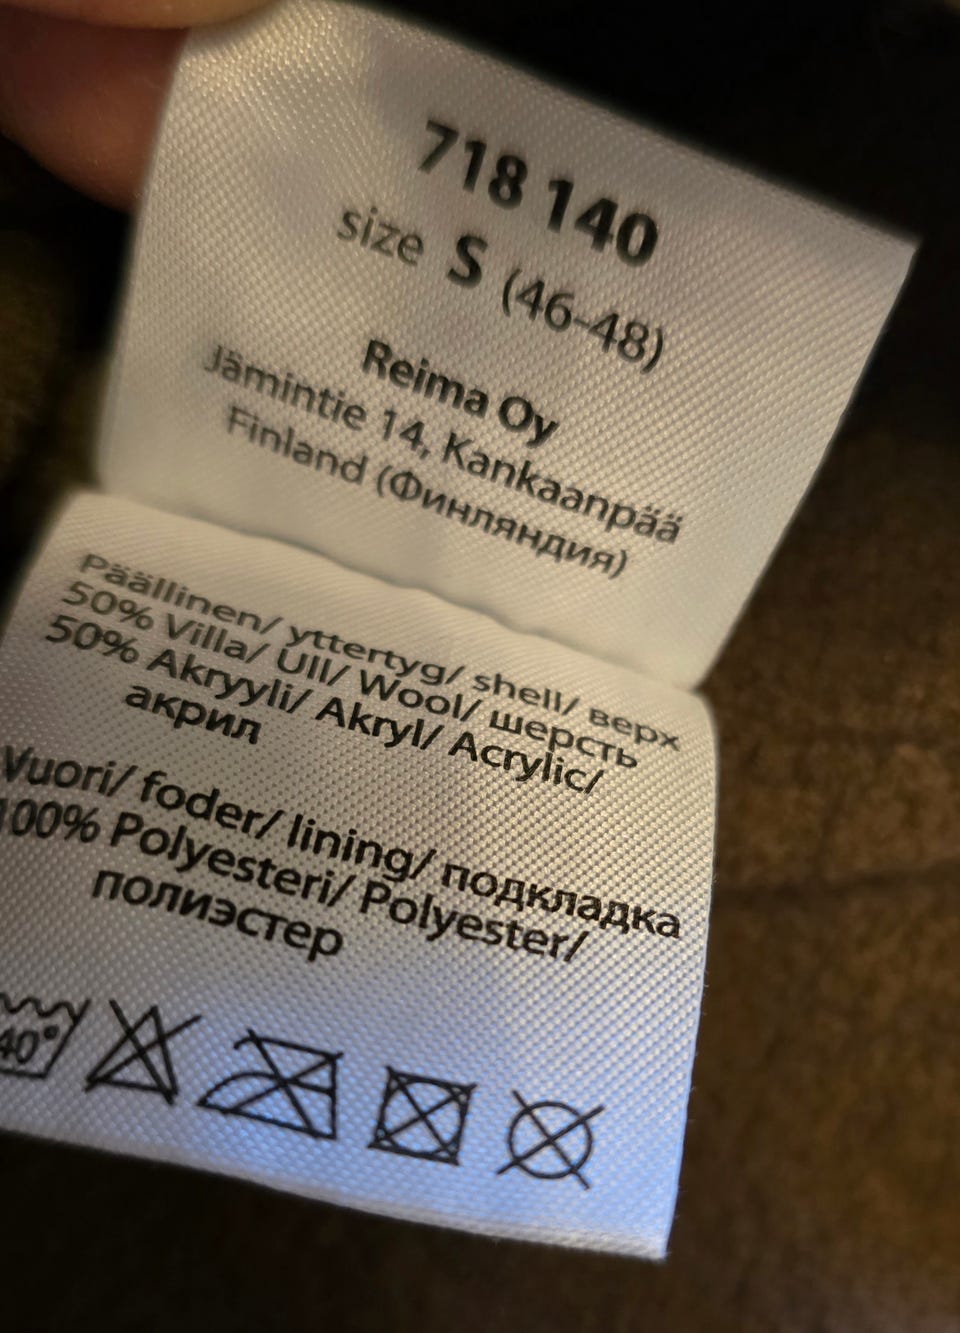 718 140
size S (46-48)
Reima Oy
Jämintie 14, Kankaanpää
Finland (Финляндия)
Päällinen/ yttertyg/ shell/ верх
50% Villa/ Ull/ Wool/ шерсть
50% Akryyli/ Akryl/ Acrylic/
акрил
Vuori/ foder/ lining/ подкладка
100% Polyesteri/ Polyester/
полиэстер
40°